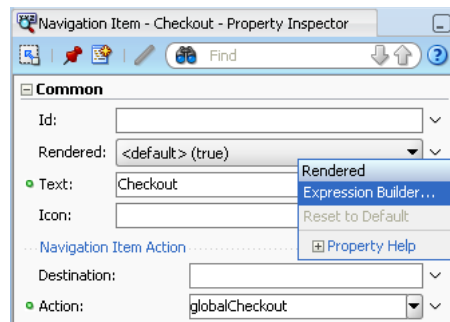 Navigation Item - Checkout - Property Inspector
Find
Common
Id:
Rendered: <default> (true)
Rendered
Text: Checkout
Expression Builder...
Icon:
Reset to Default
Navigation Item Action
Property Help
Destination:
Action: globalCheckout